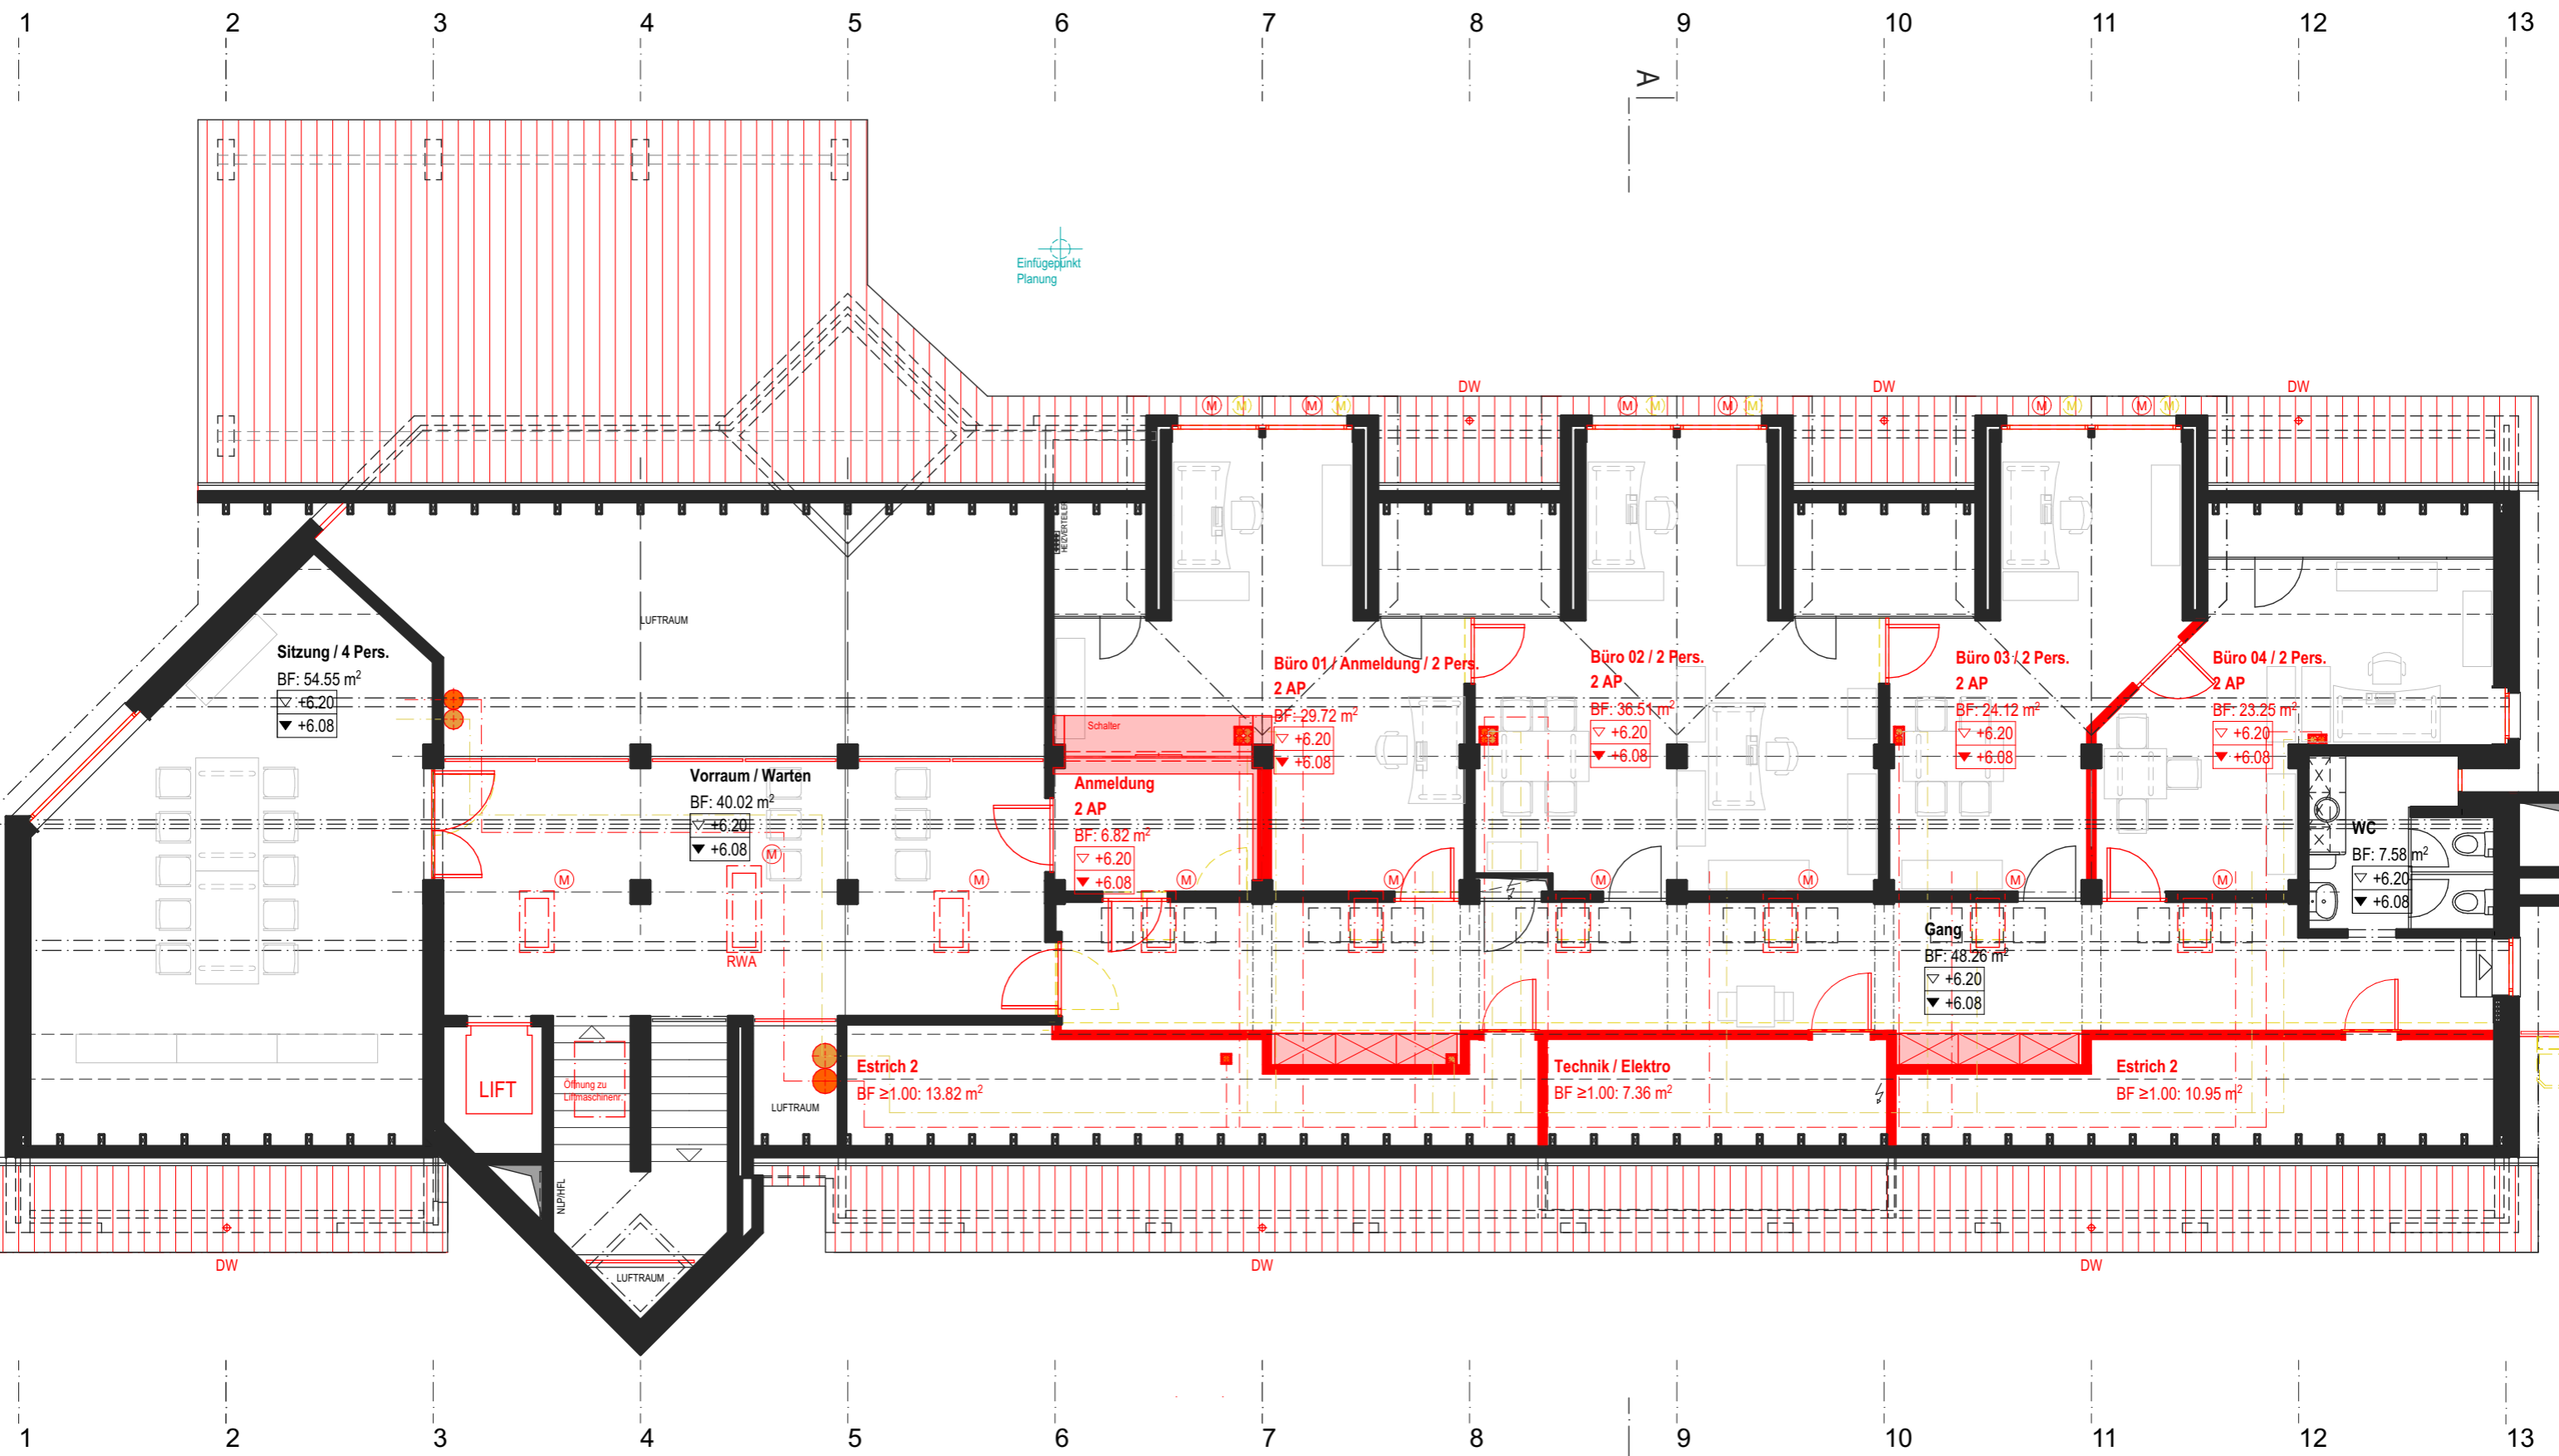 1 2 3 4 5 6 7 8 9 10 11 12 13
A
Einfügepunkt
Planung
DW DW DW
M M M M M M M M M M M M
HEIZVERTEILER
LUFTRAUM
Sitzung / 4 Pers.
BF: 54.55 m²
▽ +6.20
▼ +6.08
Büro 01 / Anmeldung / 2 Pers.
2 AP
BF: 29.72 m²
▽ +6.20
▼ +6.08
Büro 02 / 2 Pers.
2 AP
BF: 36.51 m²
▽ +6.20
▼ +6.08
Büro 03 / 2 Pers.
2 AP
BF: 24.12 m²
▽ +6.20
▼ +6.08
Büro 04 / 2 Pers.
2 AP
BF: 23.25 m²
▽ +6.20
▼ +6.08
Schalter
Vorraum / Warten
BF: 40.02 m²
▽ +6.20
▼ +6.08
Anmeldung
2 AP
BF: 6.82 m²
▽ +6.20
▼ +6.08
WC
BF: 7.58 m²
▽ +6.20
▼ +6.08
M M M M M M M M M
RWA
Gang
BF: 48.26 m²
▽ +6.20
▼ +6.08
LIFT
Öffnung zu
Liftmaschinenr.
LUFTRAUM
Estrich 2
BF ≥1.00: 13.82 m²
Technik / Elektro
BF ≥1.00: 7.36 m²
Estrich 2
BF ≥1.00: 10.95 m²
NLP/HFL
LUFTRAUM
DW DW DW
1 2 3 4 5 6 7 8 9 10 11 12 13